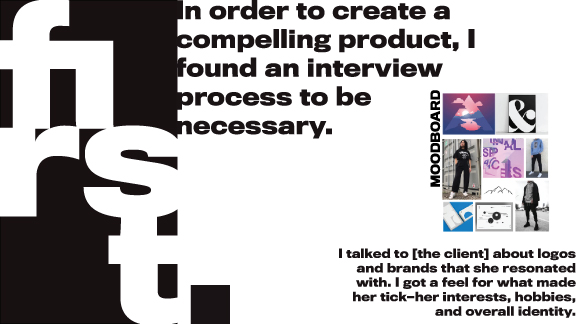 fi
rs
t.
In order to create a
compelling product, I
found an interview
process to be
necessary.
MOODBOARD
&
I talked to [the client] about logos
and brands that she resonated
with. I got a feel for what made
her tick–her interests, hobbies,
and overall identity.